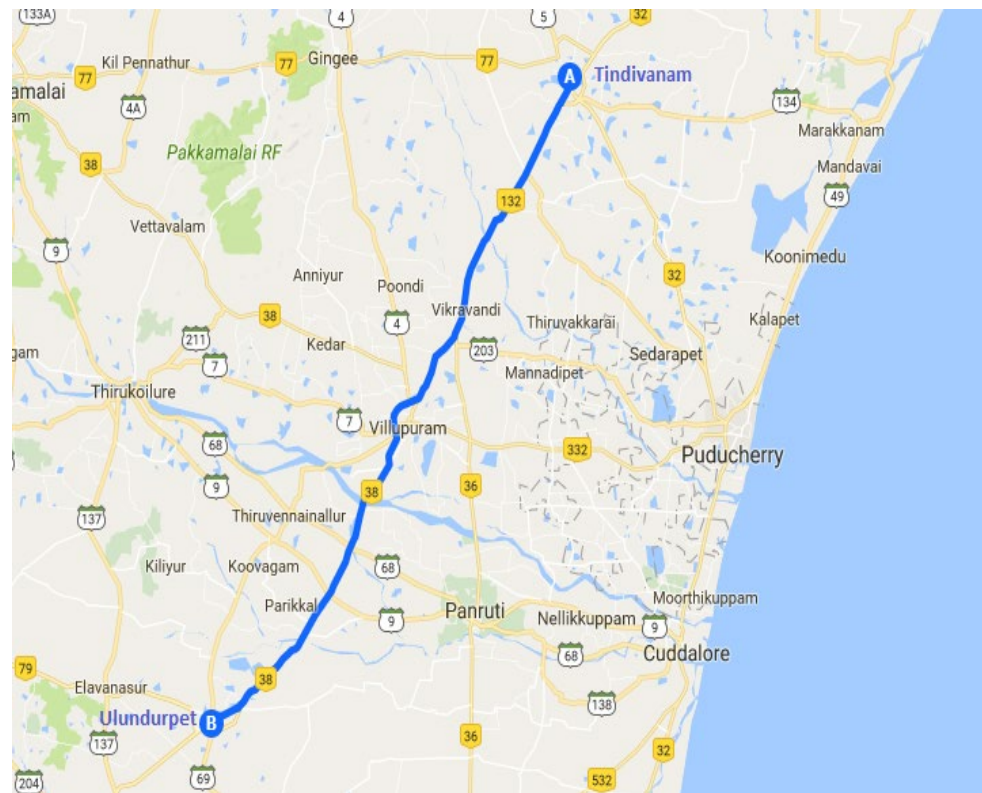 133A
4
5
32
Kil Pennathur
77
77
Gingee
77
A Tindivanam
amalai
am
4A
134
Marakkanam
Pakkamalai RF
38
Mandavai
132
49
Vettavalam
9
Koonimedu
Anniyur
32
Poondi
Vikravandi
38
4
Thiruvakkarai
Kalapet
211
Kedar
203
Sedarapet
gam
7
Mannadipet
Thirukoilure
7
Villupuram
68
332
Puducherry
9
38
36
137
Thiruvennainallur
Kiliyur
Koovagam
68
Moorthikuppam
Parikkal
9
Panruti
Nellikkuppam
9
68
Cuddalore
79
38
Elavanasur
138
Ulundurpet B
137
36
32
204
69
532